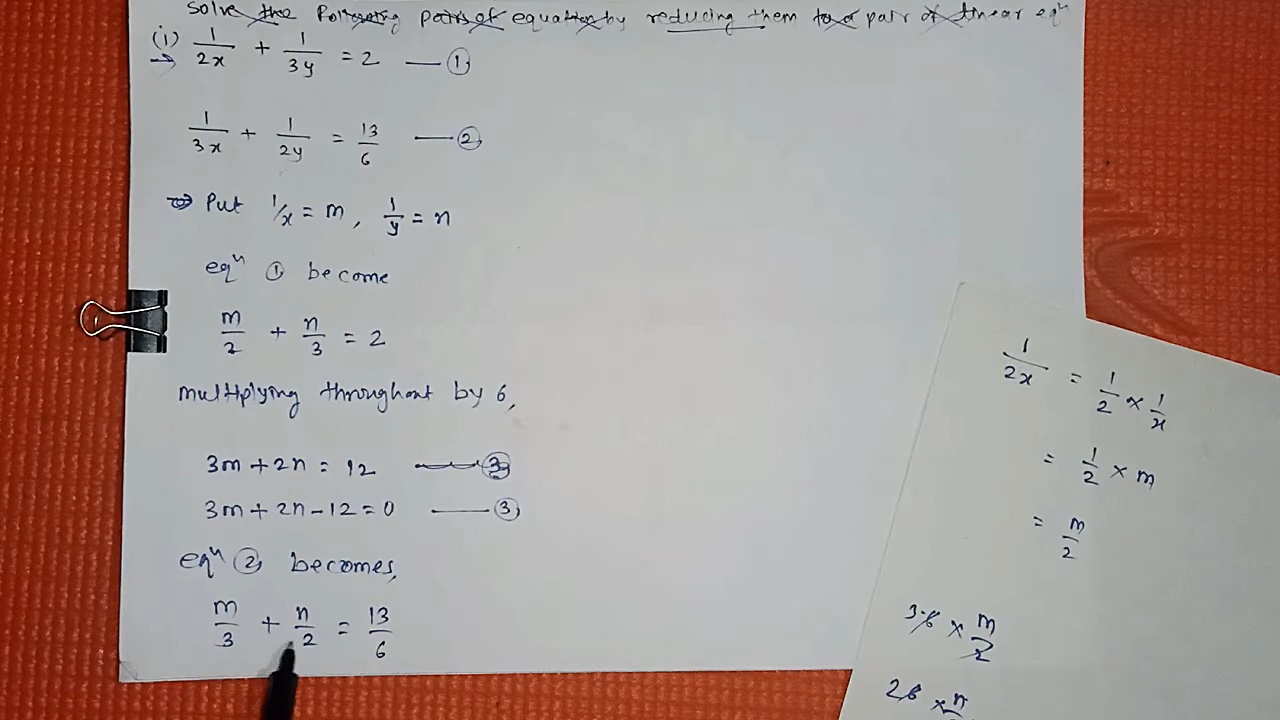 Solve the Following pairs of equation by reducing them to a pair of linear eqⁿ
(i) 1/2x + 1/3y = 2 — ①
→
1/3x + 1/2y = 13/6 — ②
⇒ Put 1/x = m, 1/y = n
eqⁿ ① become
m/2 + n/3 = 2
multiplying throughout by 6,
3m + 2n = 12 — ③
3m + 2n - 12 = 0 — ③
eqⁿ ② becomes,
m/3 + n/2 = 13/6
1/2x = 1/2 × 1/x
= 1/2 × m
= m/2
3 6 × m/2
2 6 × n